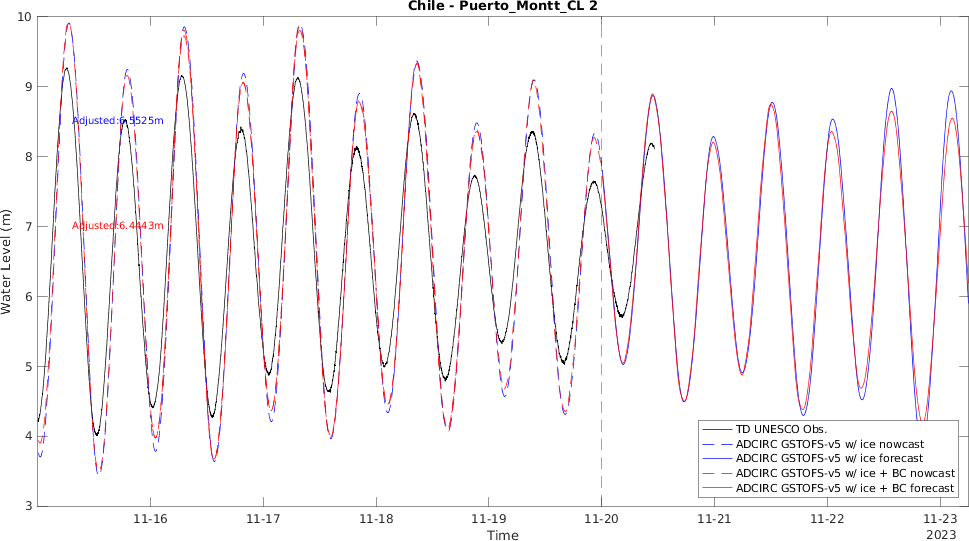 Chile - Puerto_Montt_CL 2
10
9
8
7
6
5
4
3
Water Level (m)
Adjusted:6.5525m
Adjusted:6.4443m
TD UNESCO Obs.
ADCIRC GSTOFS-v5 w/ ice nowcast
ADCIRC GSTOFS-v5 w/ ice forecast
ADCIRC GSTOFS-v5 w/ ice + BC nowcast
ADCIRC GSTOFS-v5 w/ ice + BC forecast
11-16
11-17
11-18
11-19
11-20
11-21
11-22
11-23
Time
2023